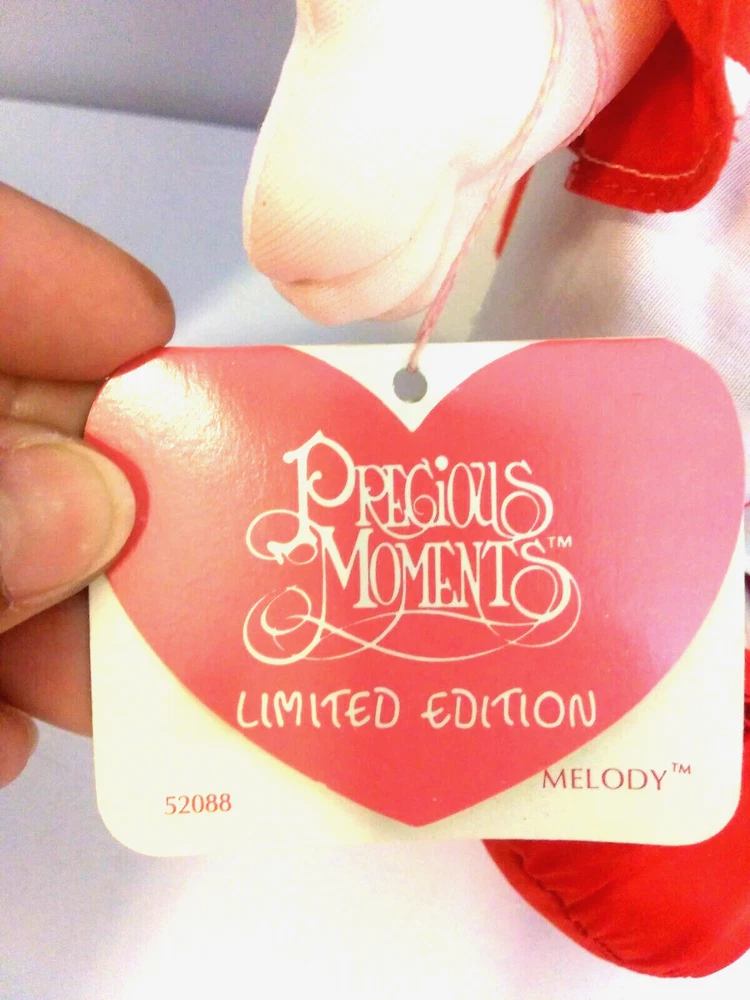 PRECiOUS
MOMENTS™
LIMITED EDITION
MELODY™
52088